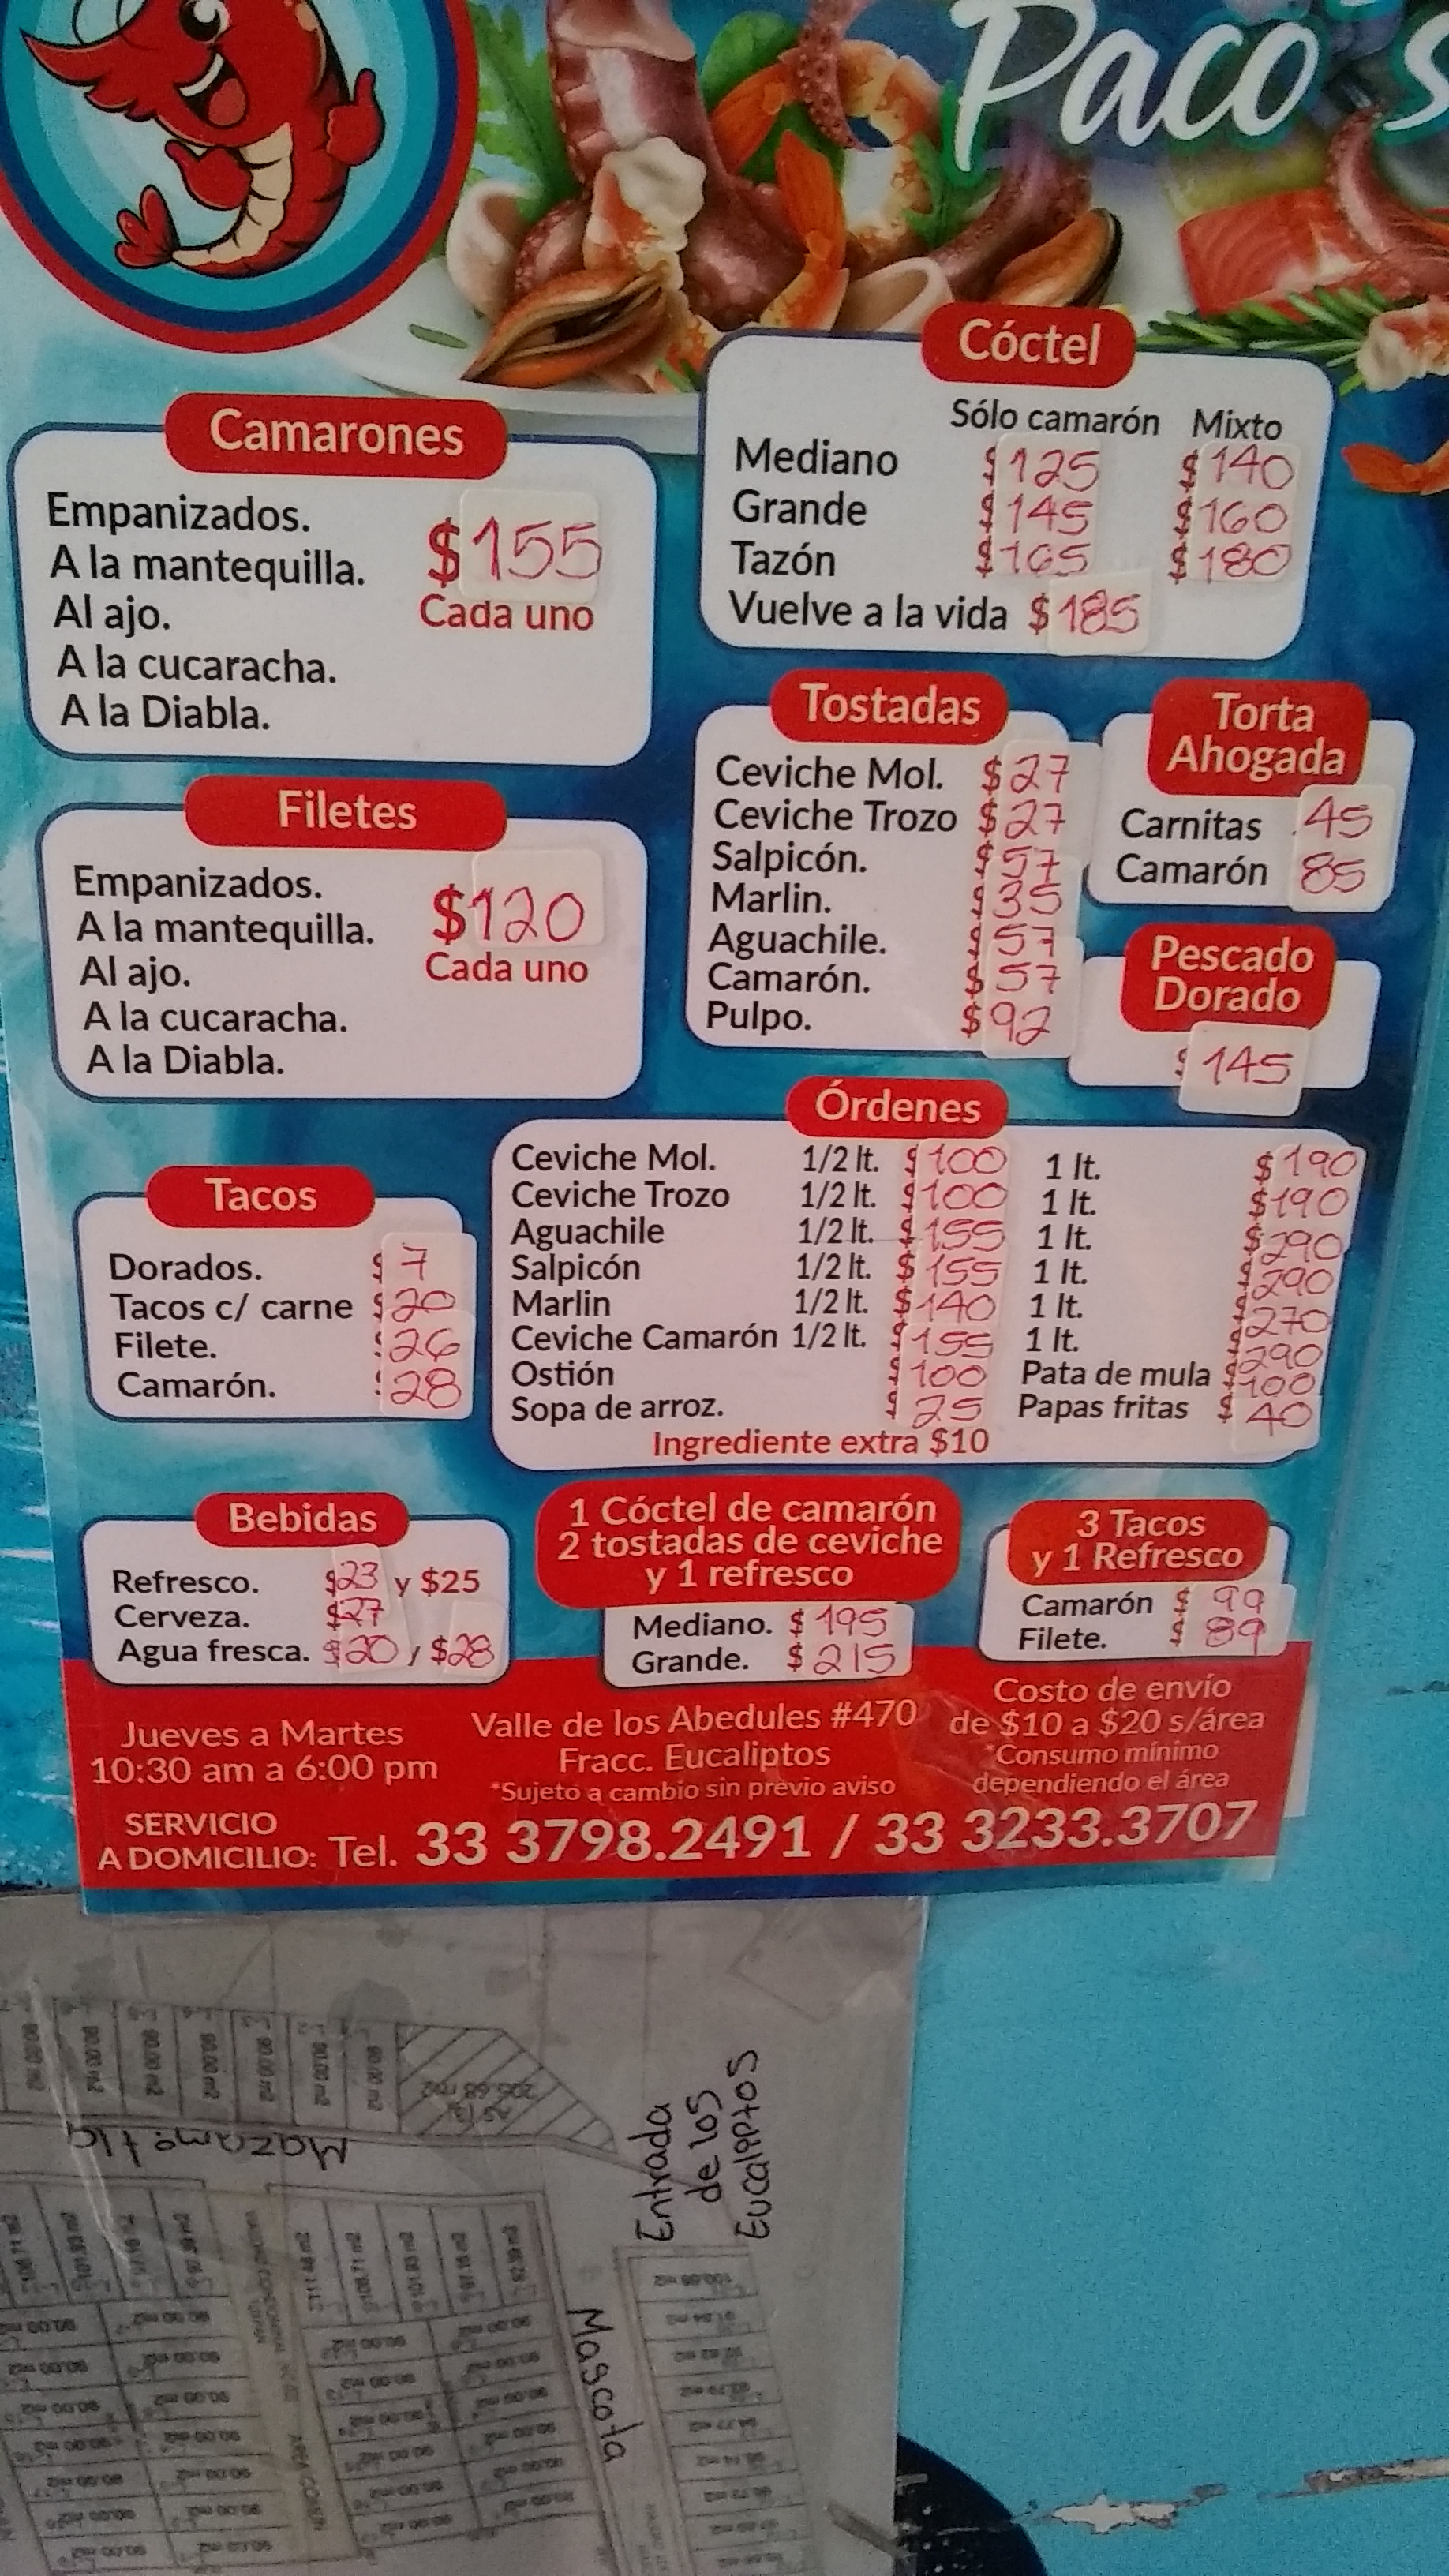 Paco's
Cóctel
Sólo camarón Mixto
Mediano $125 $140
Grande $145 $160
Tazón $165 $180
Vuelve a la vida $185
Camarones
Empanizados.
A la mantequilla.
Al ajo.
A la cucaracha.
A la Diabla.
$155
Cada uno
Tostadas
Ceviche Mol. $27
Ceviche Trozo $27
Salpicón. $57
Marlin. $35
Aguachile. $57
Camarón. $57
Pulpo. $92
Torta
Ahogada
Carnitas 45
Camarón 85
Filetes
Empanizados.
A la mantequilla.
Al ajo.
A la cucaracha.
A la Diabla.
$120
Cada uno
Pescado
Dorado
$145
Órdenes
Ceviche Mol. 1/2 lt. $100 1 lt. $190
Ceviche Trozo 1/2 lt. $100 1 lt. $190
Aguachile 1/2 lt. $155 1 lt. $290
Salpicón 1/2 lt. $155 1 lt. $290
Marlin 1/2 lt. $140 1 lt. $270
Ceviche Camarón 1/2 lt. $155 1 lt. $290
Ostión $100 Pata de mula $100
Sopa de arroz. $25 Papas fritas $40
Ingrediente extra $10
Tacos
Dorados. $7
Tacos c/ carne $20
Filete. $26
Camarón. $28
Bebidas
Refresco. $23 y $25
Cerveza. $27
Agua fresca. $20 / $28
1 Cóctel de camarón
2 tostadas de ceviche
y 1 refresco
Mediano. $195
Grande. $215
3 Tacos
y 1 Refresco
Camarón $99
Filete. $89
Jueves a Martes
10:30 am a 6:00 pm
Valle de los Abedules #470
Fracc. Eucaliptos
*Sujeto a cambio sin previo aviso
Costo de envío
de $10 a $20 s/área
*Consumo mínimo
dependiendo el área
SERVICIO
A DOMICILIO: Tel. 33 3798.2491 / 33 3233.3707
Mazamitla
Entrada
de los
Eucaliptos
Mascota